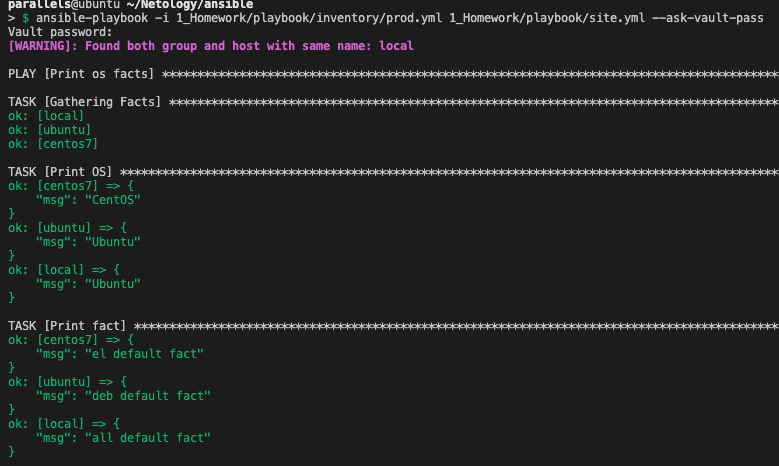 parallels@ubuntu ~/Netology/ansible
> $ ansible-playbook -i 1_Homework/playbook/inventory/prod.yml 1_Homework/playbook/site.yml --ask-vault-pass
Vault password:
[WARNING]: Found both group and host with same name: local
PLAY [Print os facts] ****************************************************************************************
TASK [Gathering Facts] ***************************************************************************************
ok: [local]
ok: [ubuntu]
ok: [centos7]
TASK [Print OS] **********************************************************************************************
ok: [centos7] => {
    "msg": "CentOS"
}
ok: [ubuntu] => {
    "msg": "Ubuntu"
}
ok: [local] => {
    "msg": "Ubuntu"
}
TASK [Print fact] ********************************************************************************************
ok: [centos7] => {
    "msg": "el default fact"
}
ok: [ubuntu] => {
    "msg": "deb default fact"
}
ok: [local] => {
    "msg": "all default fact"
}